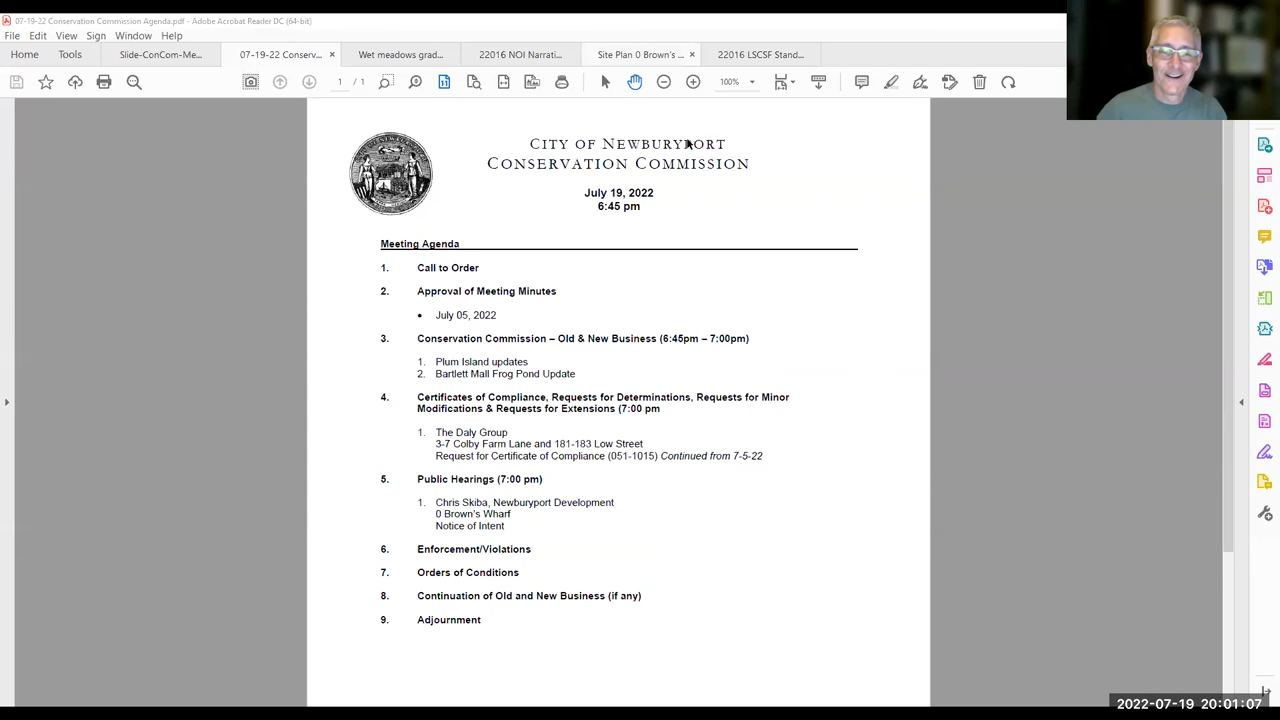 07-19-22 Conservation Commission Agenda.pdf - Adobe Acrobat Reader DC (64-bit)
File Edit View Sign Window Help
Home Tools Slide-ConCom-Me... 07-19-22 Conserv... × Wet meadows grad... 22016 NOI Narrati... Site Plan 0 Brown's ... × 22016 LSCSF Stand...
1 / 1 100%
CITY OF NEWBURYPORT
CONSERVATION COMMISSION
July 19, 2022
6:45 pm
Meeting Agenda
1. Call to Order
2. Approval of Meeting Minutes
• July 05, 2022
3. Conservation Commission – Old & New Business (6:45pm – 7:00pm)
1. Plum Island updates
2. Bartlett Mall Frog Pond Update
4. Certificates of Compliance, Requests for Determinations, Requests for Minor
Modifications & Requests for Extensions (7:00 pm
1. The Daly Group
3-7 Colby Farm Lane and 181-183 Low Street
Request for Certificate of Compliance (051-1015) Continued from 7-5-22
5. Public Hearings (7:00 pm)
1. Chris Skiba, Newburyport Development
0 Brown's Wharf
Notice of Intent
6. Enforcement/Violations
7. Orders of Conditions
8. Continuation of Old and New Business (if any)
9. Adjournment
2022-07-19 20:01:07